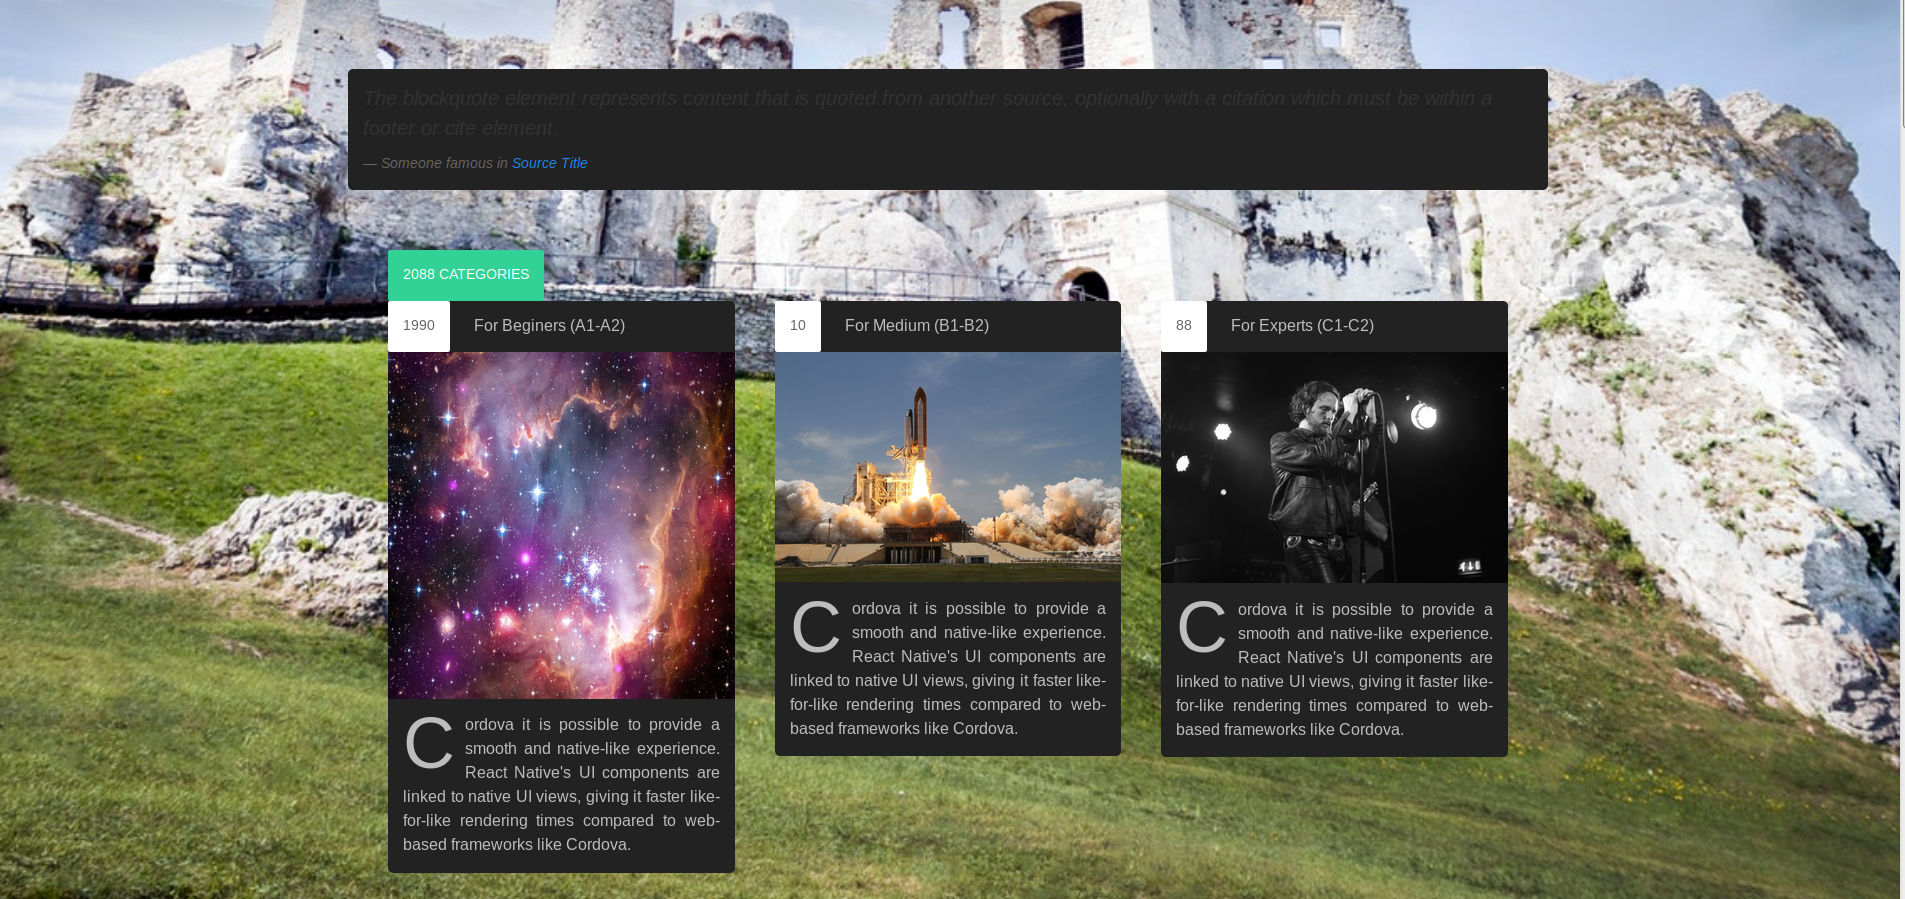 The blockquote element represents content that is quoted from another source, optionally with a citation which must be within a
footer or cite element.
— Someone famous in Source Title
2088 CATEGORIES
1990 For Beginers (A1-A2)
Cordova it is possible to provide a
smooth and native-like experience.
React Native's UI components are
linked to native UI views, giving it faster like-
for-like rendering times compared to web-
based frameworks like Cordova.
10 For Medium (B1-B2)
Cordova it is possible to provide a
smooth and native-like experience.
React Native's UI components are
linked to native UI views, giving it faster like-
for-like rendering times compared to web-
based frameworks like Cordova.
88 For Experts (C1-C2)
Cordova it is possible to provide a
smooth and native-like experience.
React Native's UI components are
linked to native UI views, giving it faster like-
for-like rendering times compared to web-
based frameworks like Cordova.